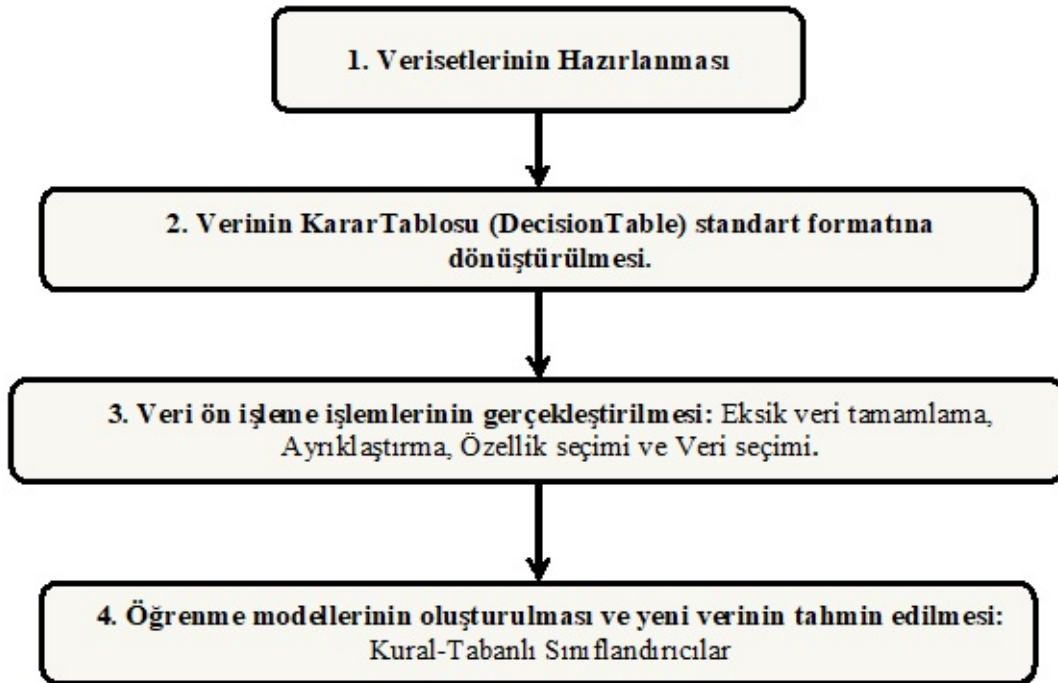 1. Verisetlerinin Hazırlanması
2. Verinin KararTablosu (DecisionTable) standart formatına
dönüştürülmesi.
3. Veri ön işleme işlemlerinin gerçekleştirilmesi: Eksik veri tamamlama,
Ayrıklaştırma, Özellik seçimi ve Veri seçimi.
4. Öğrenme modellerinin oluşturulması ve yeni verinin tahmin edilmesi:
Kural-Tabanlı Sınıflandırıcılar